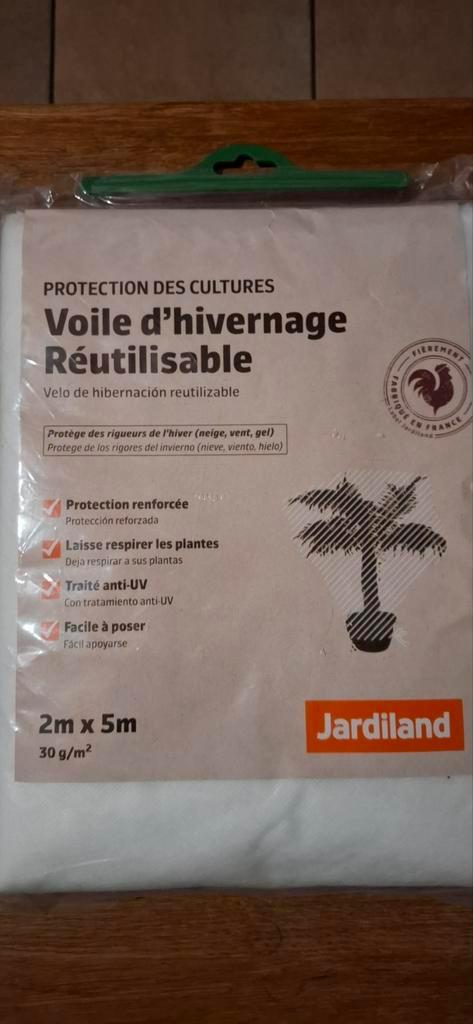 PROTECTION DES CULTURES
Voile d'hivernage
Réutilisable
Velo de hibernación reutilizable
FIÈREMENT
FABRIQUÉ EN FRANCE
Label Jardiland
Protège des rigueurs de l'hiver (neige, vent, gel)
Protege de los rigores del invierno (nieve, viento, hielo)
Protection renforcée
Protección reforzada
Laisse respirer les plantes
Deja respirar a sus plantas
Traité anti-UV
Con tratamiento anti-UV
Facile à poser
Fácil apoyarse
2m x 5m
30 g/m²
Jardiland